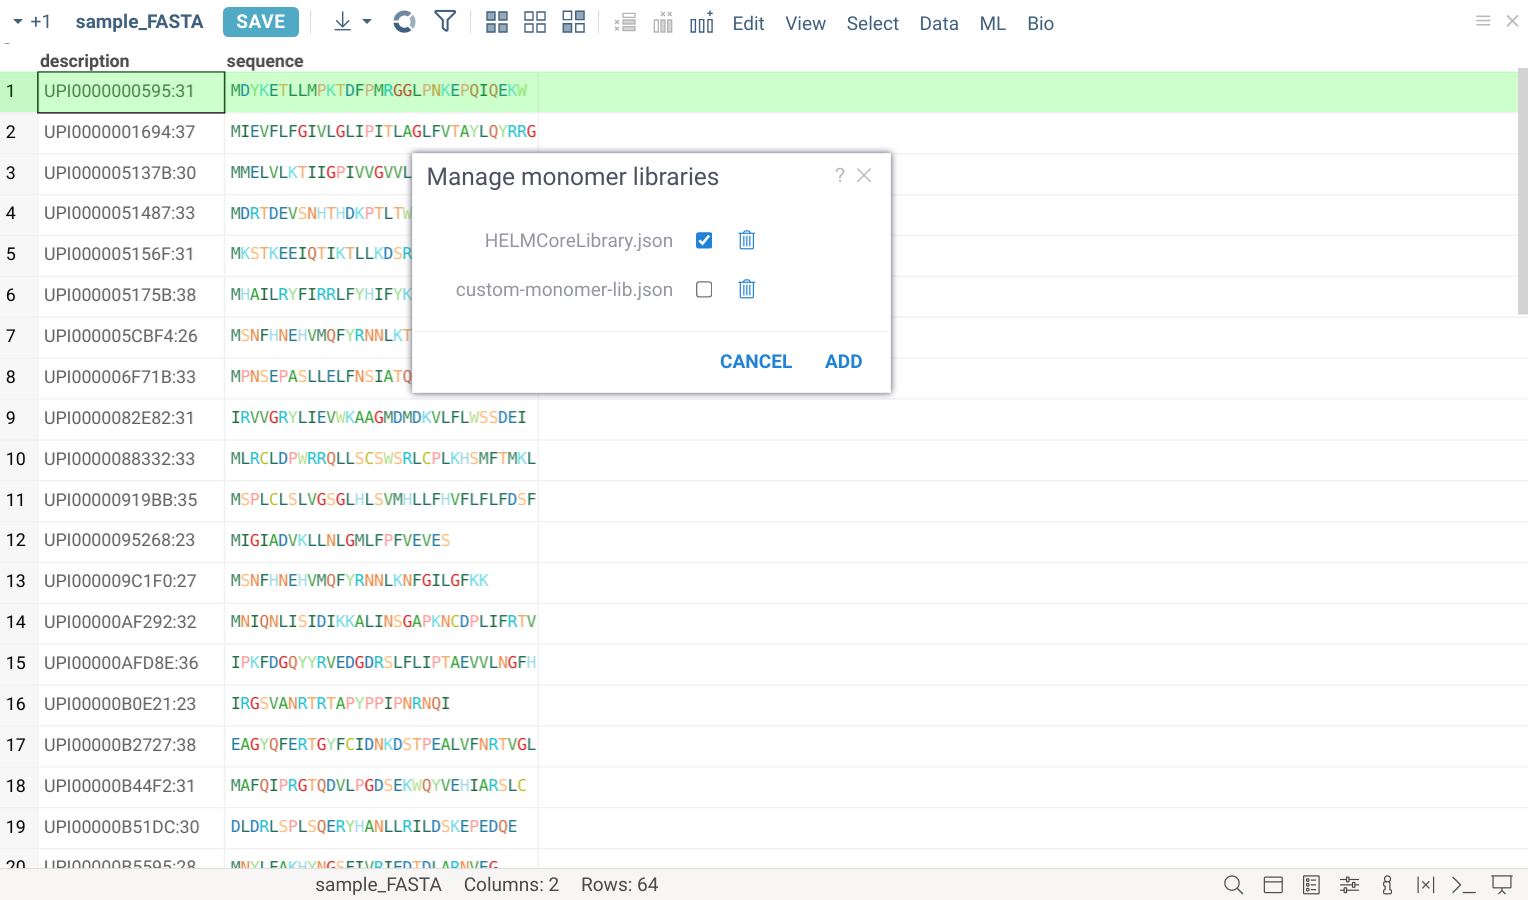 +1 sample_FASTA SAVE Edit View Select Data ML Bio
description sequence
1 UPI0000000595:31 MDYKETLLMPKTDFPMRGGLPNKEPQIQEKW
2 UPI0000001694:37 MIEVFLFGIVLGLIPITLAGLFVTAYLQYRRG
3 UPI000005137B:30 MMELVLKTIIGPIVVGVVL
4 UPI0000051487:33 MDRTDEVSNHTHDKPTLTW
5 UPI000005156F:31 MKSTKEEIQTIKTLLKDSR
6 UPI000005175B:38 MHAILRYFIRRLFYHIFYK
7 UPI000005CBF4:26 MSNFHNEHVMQFYRNNLKT
8 UPI000006F71B:33 MPNSEPASLLELFNSIATQ
9 UPI0000082E82:31 IRVVGRYLIEVWKAAGMDMDKVLFLWSSDEI
10 UPI0000088332:33 MLRCLDPWRRQLLSCSWSRLCPLKHSMFTMKL
11 UPI00000919BB:35 MSPLCLSLVGSGLHLSVMHLLFHVFLFLFDSF
12 UPI0000095268:23 MIGIADVKLLNLGMLFPFVEVES
13 UPI000009C1F0:27 MSNFHNEHVMQFYRNNLKNFGILGFKK
14 UPI00000AF292:32 MNIQNLISIDIKKALINSGAPKNCDPLIFRTV
15 UPI00000AFD8E:36 IPKFDGQYYRVEDGDRSLFLIPTAEVVLNGFH
16 UPI00000B0E21:23 IRGSVANRTRTAPYPPIPNRNQI
17 UPI00000B2727:38 EAGYQFERTGYFCIDNKDSTPEALVFNRTVGL
18 UPI00000B44F2:31 MAFQIPRGTQDVLPGDSEKWQYVEHIARSLC
19 UPI00000B51DC:30 DLDRLSPLSQERYHANLLRILDSKEPEDQE
20 UPI00000B5595:28 MNYLEAKHYNGSEIVRIEDTDLARNVEG
Manage monomer libraries ?
HELMCoreLibrary.json
custom-monomer-lib.json
CANCEL ADD
sample_FASTA Columns: 2 Rows: 64